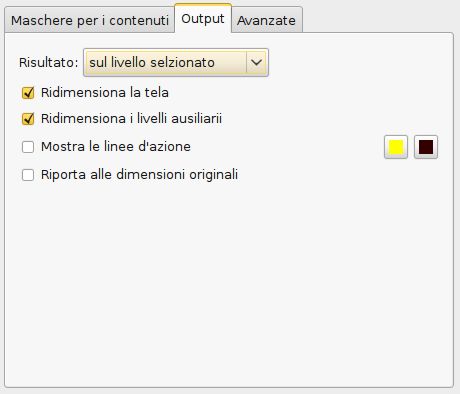 Maschere per i contenuti Output Avanzate
Risultato: sul livello selzionato
Ridimensiona la tela
Ridimensiona i livelli ausiliarii
Mostra le linee d'azione
Riporta alle dimensioni originali